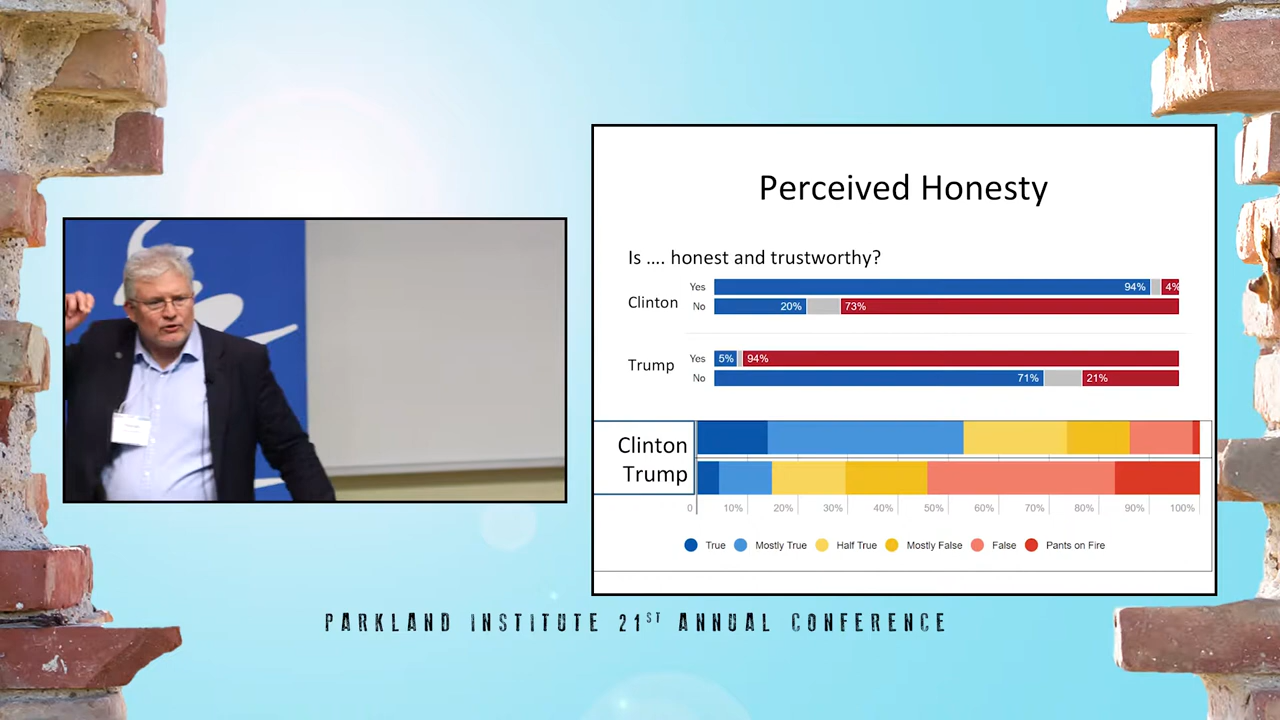 Perceived Honesty
Is .... honest and trustworthy?
Clinton
Yes 94% 4%
No 20% 73%
Trump
Yes 5% 94%
No 71% 21%
Clinton
Trump
0 10% 20% 30% 40% 50% 60% 70% 80% 90% 100%
True Mostly True Half True Mostly False False Pants on Fire
PARKLAND INSTITUTE 21ST ANNUAL CONFERENCE